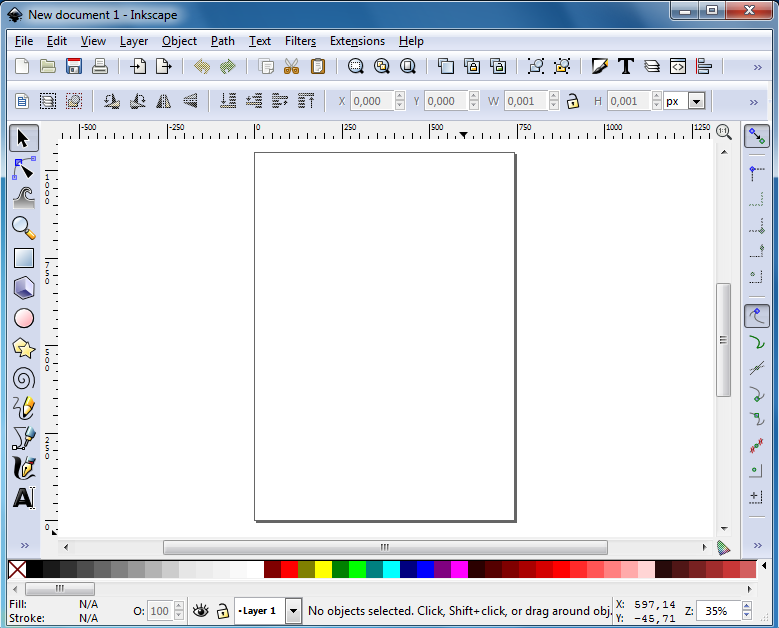 New document 1 - Inkscape
File Edit View Layer Object Path Text Filters Extensions Help
X 0,000 Y 0,000 W 0,001 H 0,001 px
-500 -250 0 250 500 750 1000 1250
1:1
1000
750
500
250
0
A
Fill: N/A
Stroke: N/A
O: 100
•Layer 1
No objects selected. Click, Shift+click, or drag around obj.
X: 597,14
Y: -45,71
Z: 35%